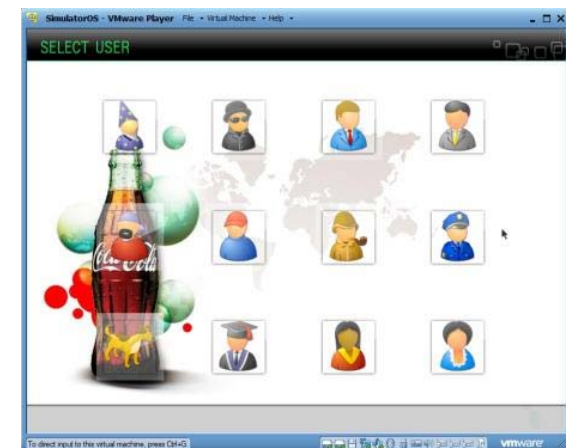 SimulatorOS - VMware Player File Virtual Machine Help
SELECT USER
Coca-Cola
To direct input to this virtual machine, press Ctrl+G.
vmware